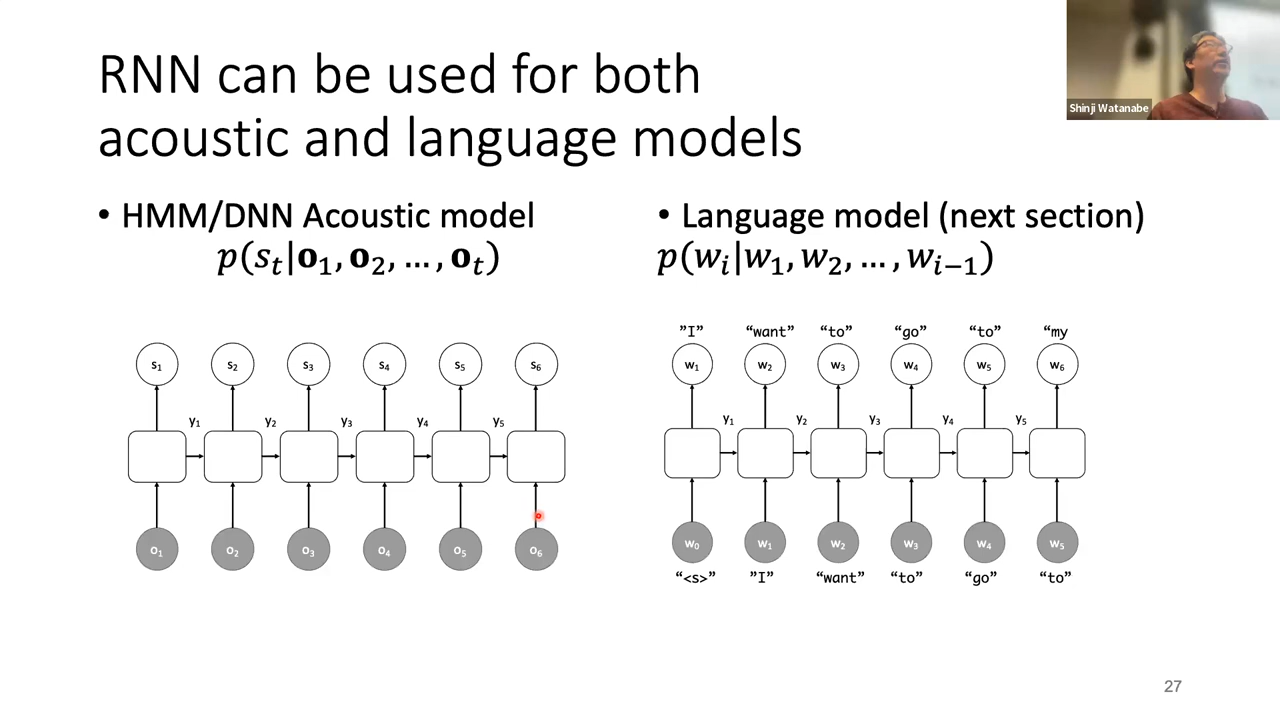 RNN can be used for both
acoustic and language models
Shinji Watanabe
• HMM/DNN Acoustic model
p(s_t|o_1, o_2, …, o_t)
• Language model (next section)
p(w_i|w_1, w_2, …, w_{i−1})
s₁ s₂ s₃ s₄ s₅ s₆
y₁ y₂ y₃ y₄ y₅
o₁ o₂ o₃ o₄ o₅ o₆
”I” “want” “to” “go” “to” “my
w₁ w₂ w₃ w₄ w₅ w₆
y₁ y₂ y₃ y₄ y₅
w₀ w₁ w₂ w₃ w₄ w₅
“<s>” ”I” “want” “to” “go” “to”
27